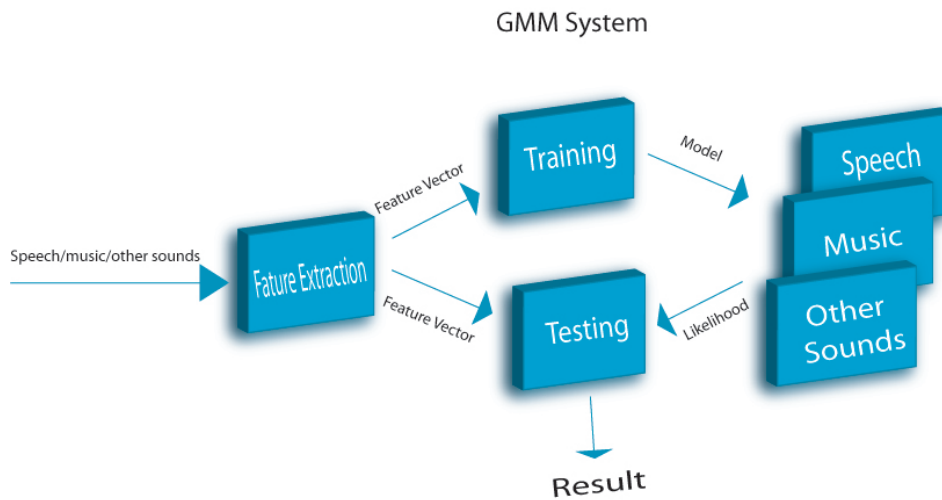 GMM System
Speech/music/other sounds
Fature Extraction
Feature Vector
Feature Vector
Training
Testing
Model
Likelihood
Speech
Music
Other
Sounds
Result